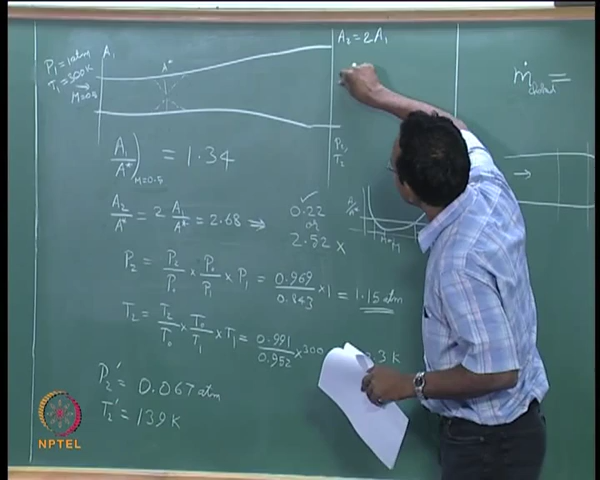 P₁ = 1 atm
T₁ = 300 K
M = 0.5
A₁
A*
A₂ = 2A₁
P₂,
T₂
ṁ choked =
A₁/A*)M=0.5 = 1.34
A₂/A* = 2 A₁/A* = 2.68 ⇒ 0.22 ✓
or
2.52 x
A/A*
P₂ = P₂/P₀ × P₀/P₁ × P₁ = 0.969/0.843 × 1 = 1.15 atm
T₂ = T₂/T₀ × T₀/T₁ × T₁ = 0.991/0.952 × 300
3 K
P₂' = 0.067 atm
T₂' = 139 K
NPTEL